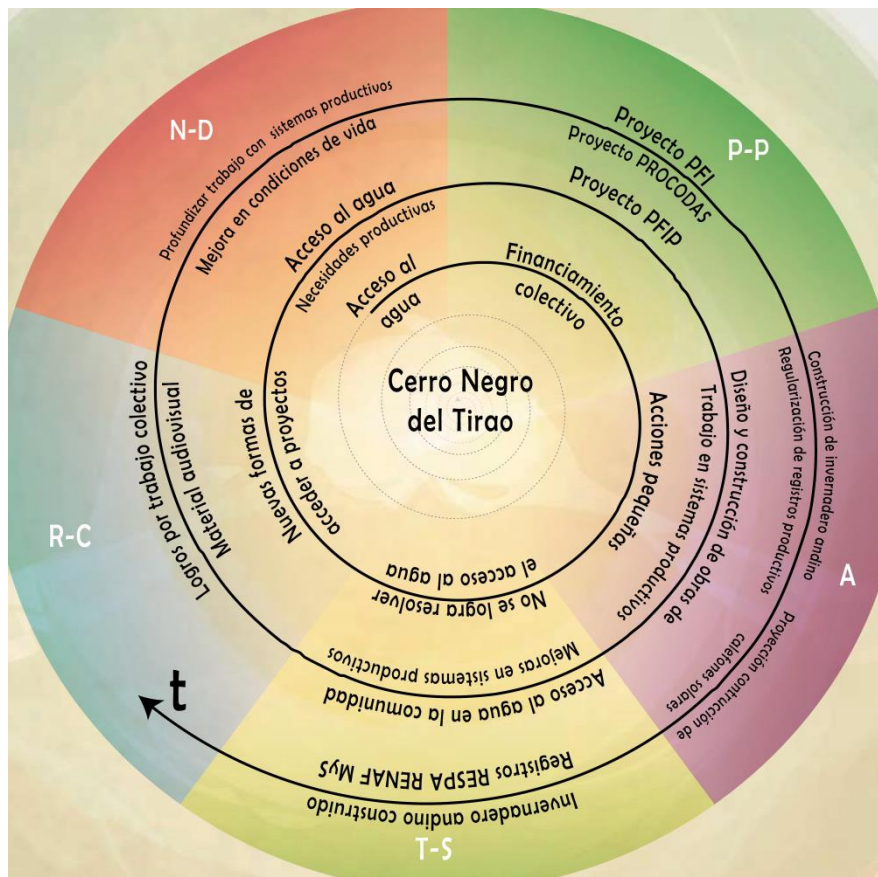 Cerro Negro
del Tirao
N-D
P-P
A
T-S
R-C
t
Acceso al
agua
Financiamiento
colectivo
Acciones pequeñas
No se logra resolver
el acceso al agua
Nuevas formas de
acceder a proyectos
Acceso al agua
Necesidades productivas
Proyecto PFIP
Diseño y construcción de obras de
Trabajo en sistemas productivos
Mejoras en sistemas productivos
Acceso al agua en la comunidad
Logros por trabajo colectivo
Material audiovisual
Profundizar trabajo con sistemas productivos
Mejora en condiciones de vida
Proyecto PFI
Proyecto PROCODAS
Construcción de invernadero andino
Regularización de registros productivos
Proyección construcción de
calefones solares
Registros RESPA RENAF MyS
Invernadero andino construido